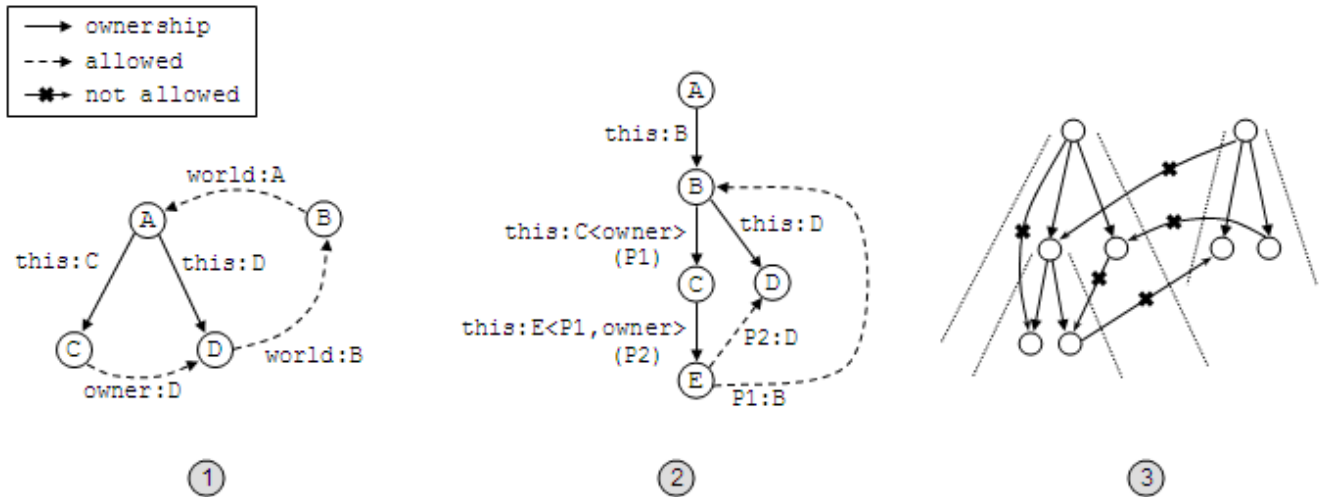 ownership
allowed
not allowed
world:A
A
B
this:C
this:D
C
D
owner:D
world:B
1
A
this:B
B
this:C<owner>
(P1)
this:D
C
D
this:E<P1,owner>
(P2)
P2:D
E
P1:B
2
3